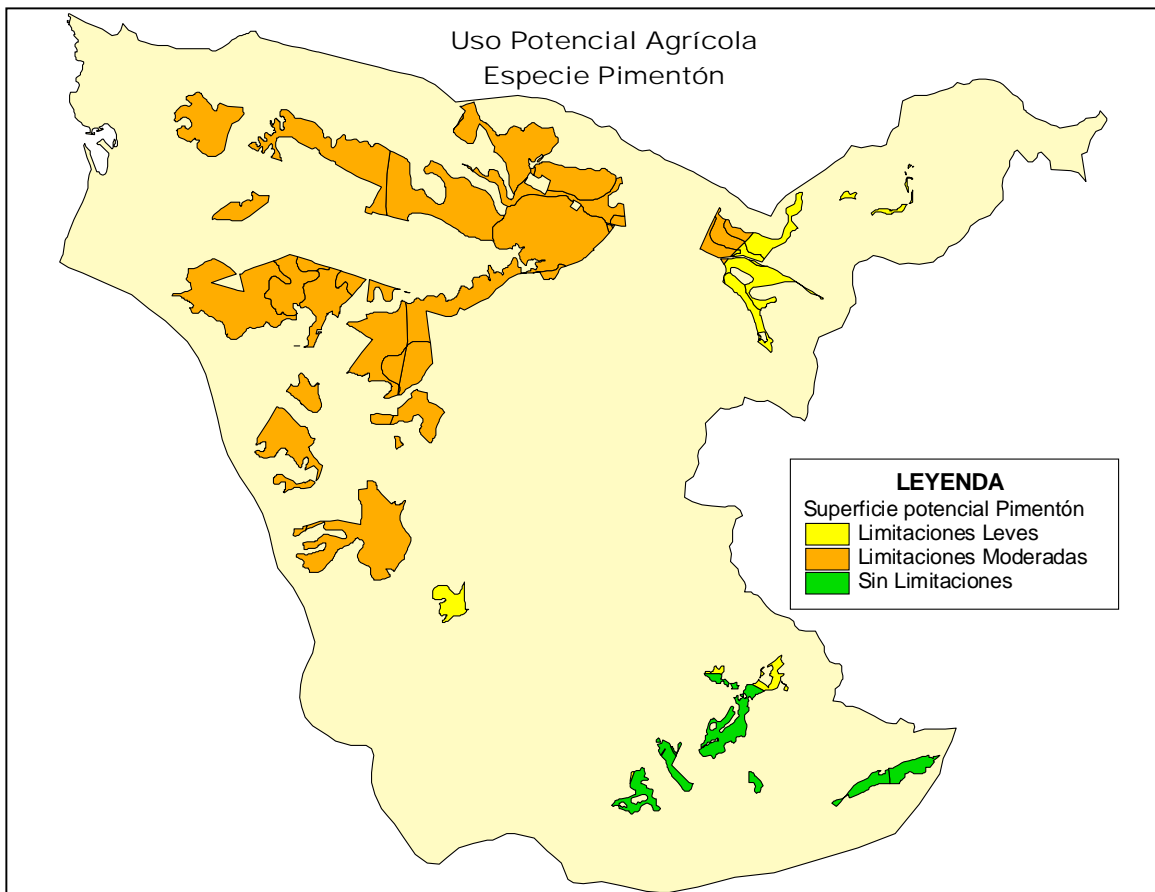 Uso Potencial Agrícola
Especie Pimentón
LEYENDA
Superficie potencial Pimentón
Limitaciones Leves
Limitaciones Moderadas
Sin Limitaciones